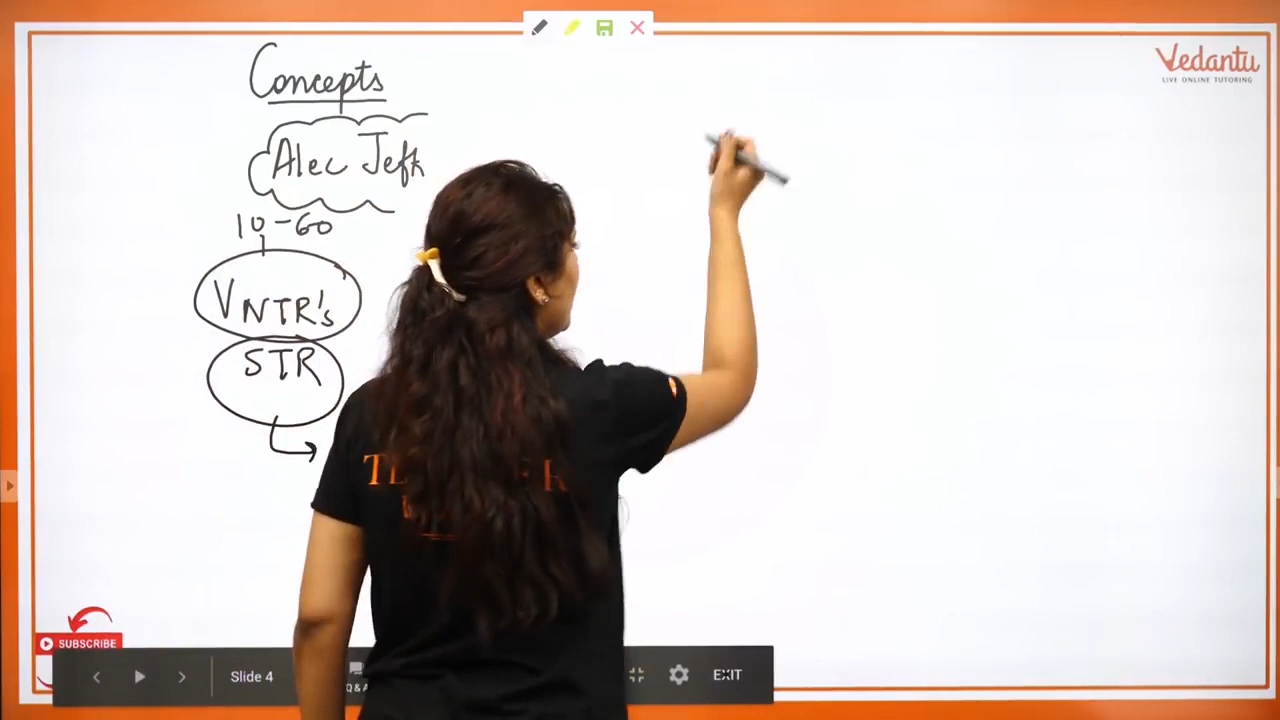 Concepts
Vedantu
LIVE ONLINE TUTORING
Alec Jeff
10-60
VNTR's
STR
SUBSCRIBE
Slide 4
Q&A
EXIT